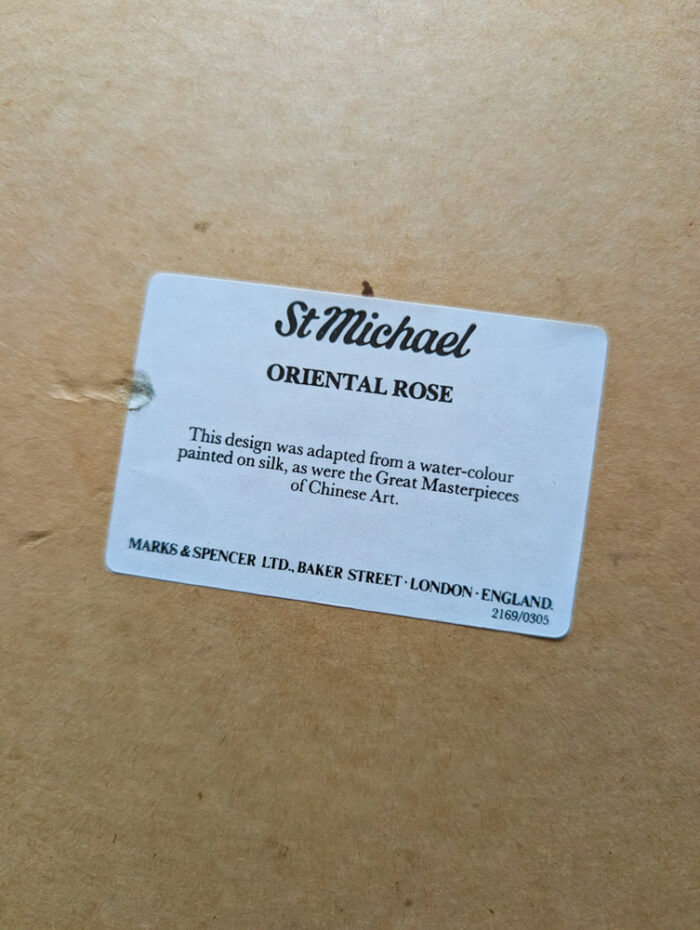 St Michael
ORIENTAL ROSE
This design was adapted from a water-colour
painted on silk, as were the Great Masterpieces
of Chinese Art.
MARKS & SPENCER LTD., BAKER STREET · LONDON · ENGLAND.
2169/0305